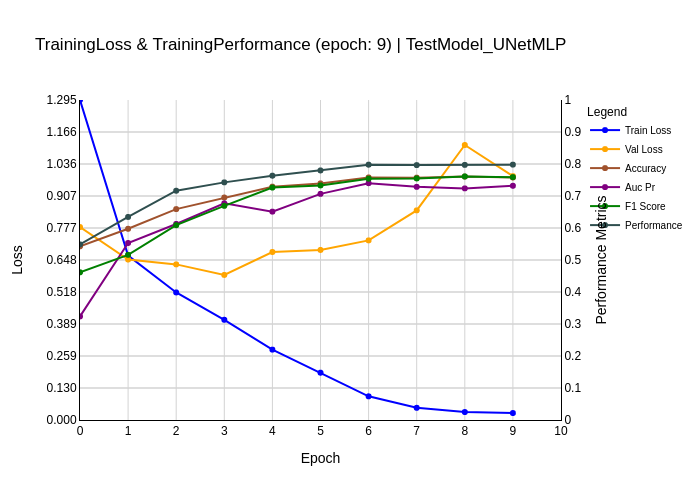 TrainingLoss & TrainingPerformance (epoch: 9) | TestModel_UNetMLP
1.295
1.166
1.036
0.907
0.777
0.648
0.518
0.389
0.259
0.130
0.000
Loss
0 1 2 3 4 5 6 7 8 9 10
Epoch
1
0.9
0.8
0.7
0.6
0.5
0.4
0.3
0.2
0.1
0
Performance Metrics
Legend
Train Loss
Val Loss
Accuracy
Auc Pr
F1 Score
Performance